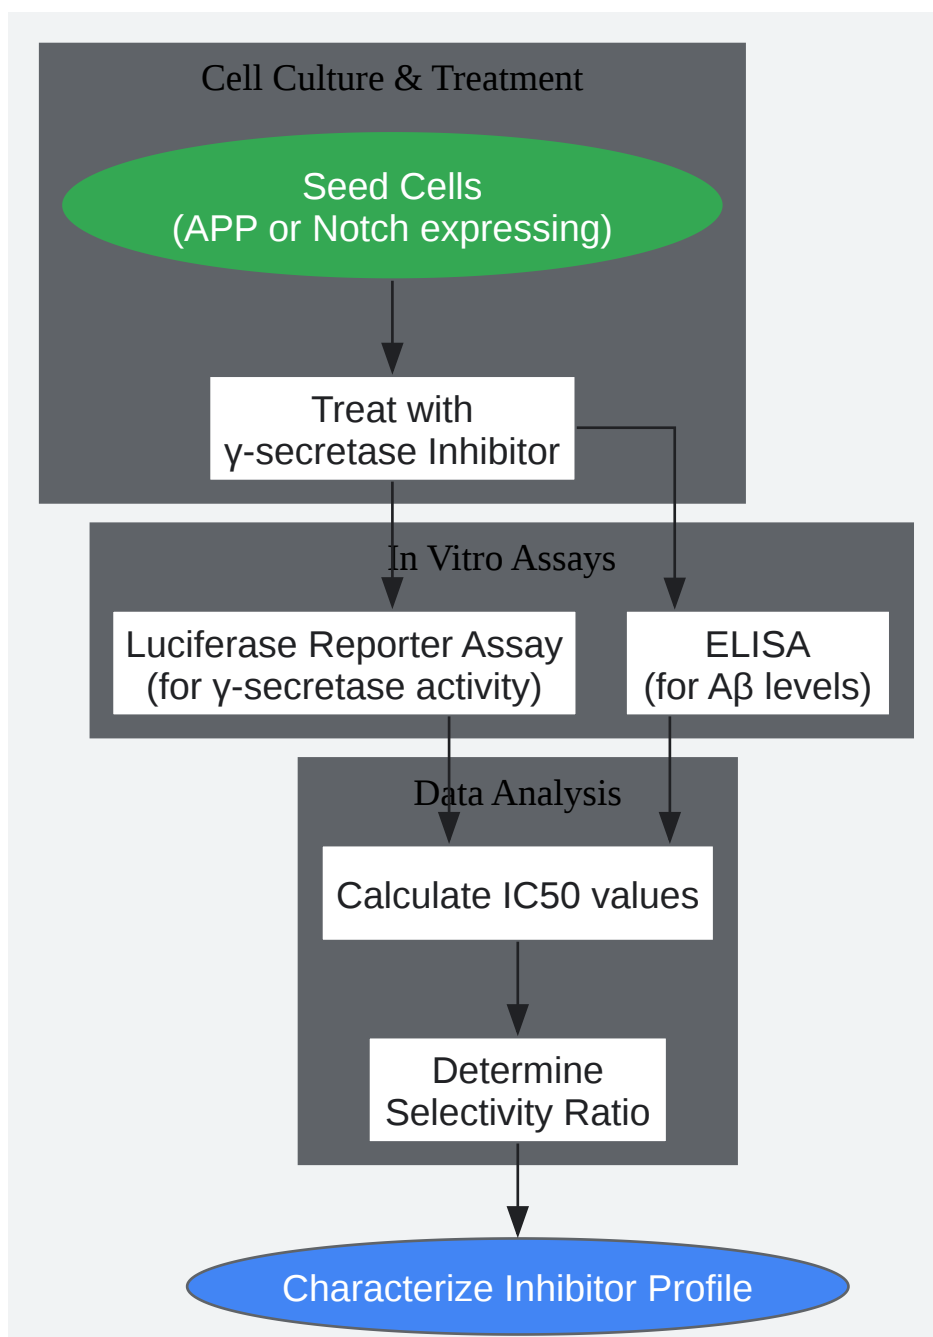 Cell Culture & Treatment
Seed Cells
(APP or Notch expressing)
Treat with
γ-secretase Inhibitor
In Vitro Assays
Luciferase Reporter Assay
(for γ-secretase activity)
ELISA
(for Aβ levels)
Data Analysis
Calculate IC50 values
Determine
Selectivity Ratio
Characterize Inhibitor Profile